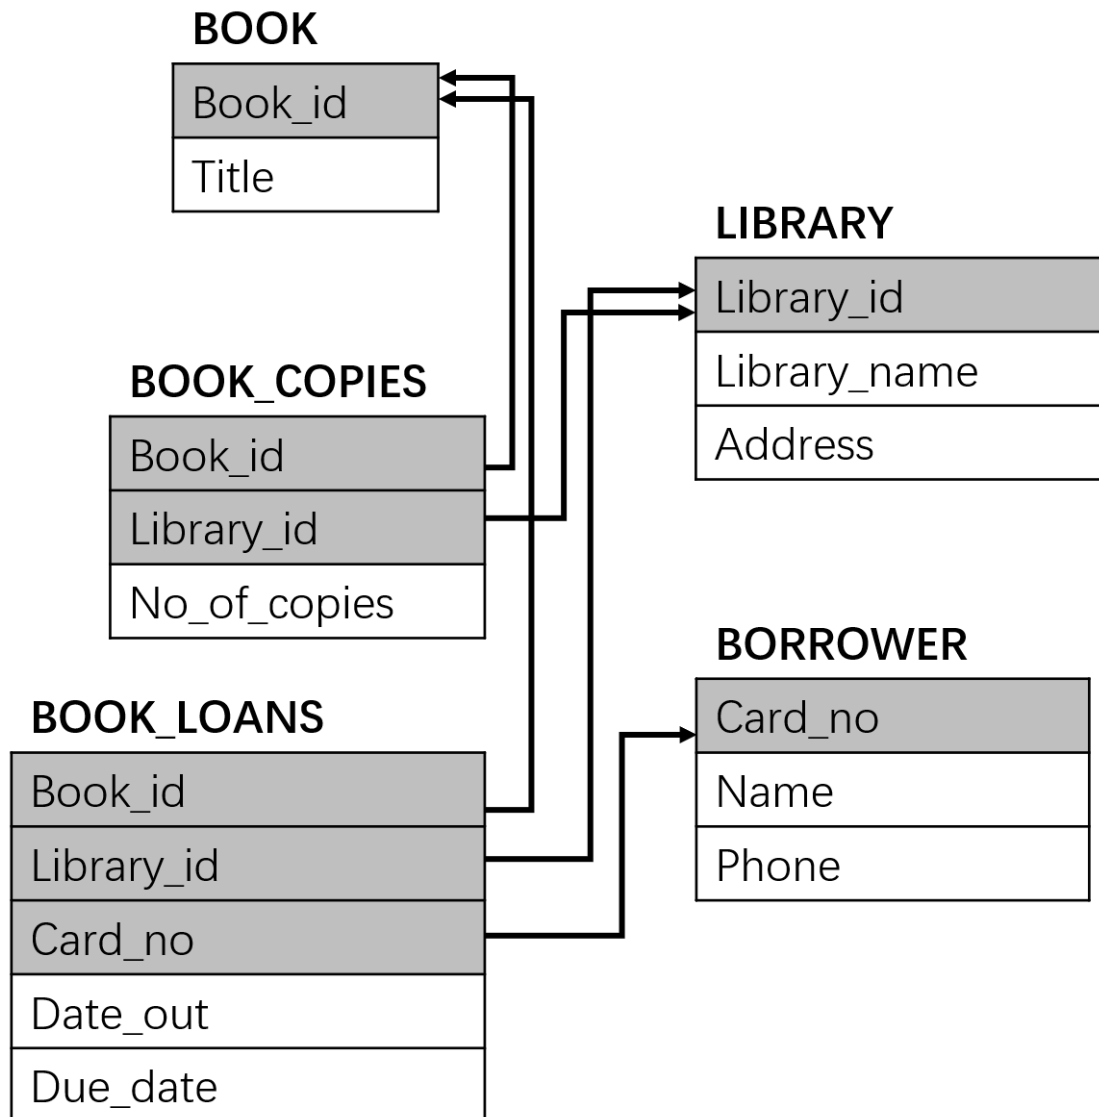 BOOK
Book_id
Title
LIBRARY
Library_id
Library_name
Address
BOOK_COPIES
Book_id
Library_id
No_of_copies
BORROWER
Card_no
Name
Phone
BOOK_LOANS
Book_id
Library_id
Card_no
Date_out
Due_date